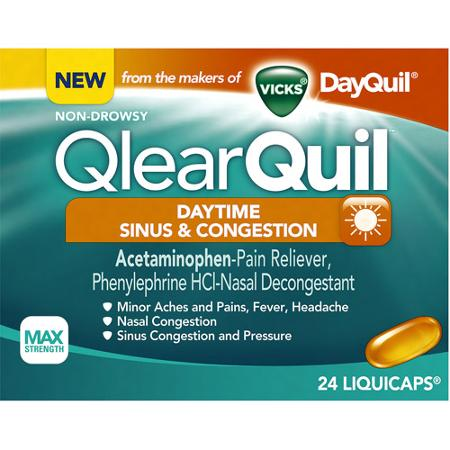 NEW from the makers of VICKS® DayQuil®
NON-DROWSY
QlearQuil™
DAYTIME
SINUS & CONGESTION
Acetaminophen-Pain Reliever,
Phenylephrine HCl-Nasal Decongestant
Minor Aches and Pains, Fever, Headache
Nasal Congestion
Sinus Congestion and Pressure
MAX
STRENGTH
24 LIQUICAPS®